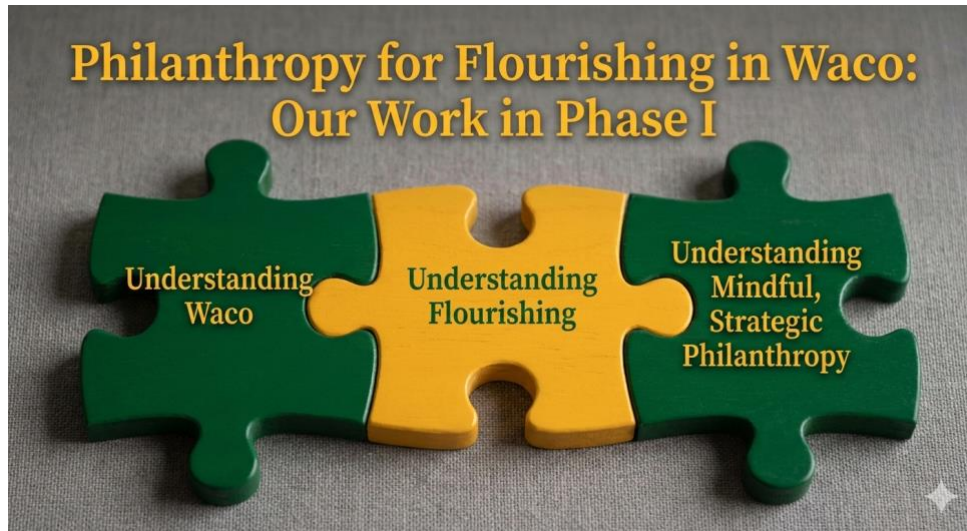 Philanthropy for Flourishing in Waco:
Our Work in Phase I
Understanding
Waco
Understanding
Flourishing
Understanding
Mindful,
Strategic
Philanthropy